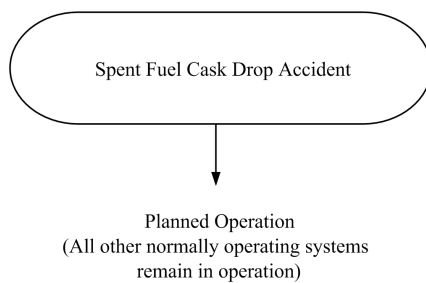 Spent Fuel Cask Drop Accident
Planned Operation
(All other normally operating systems
remain in operation)